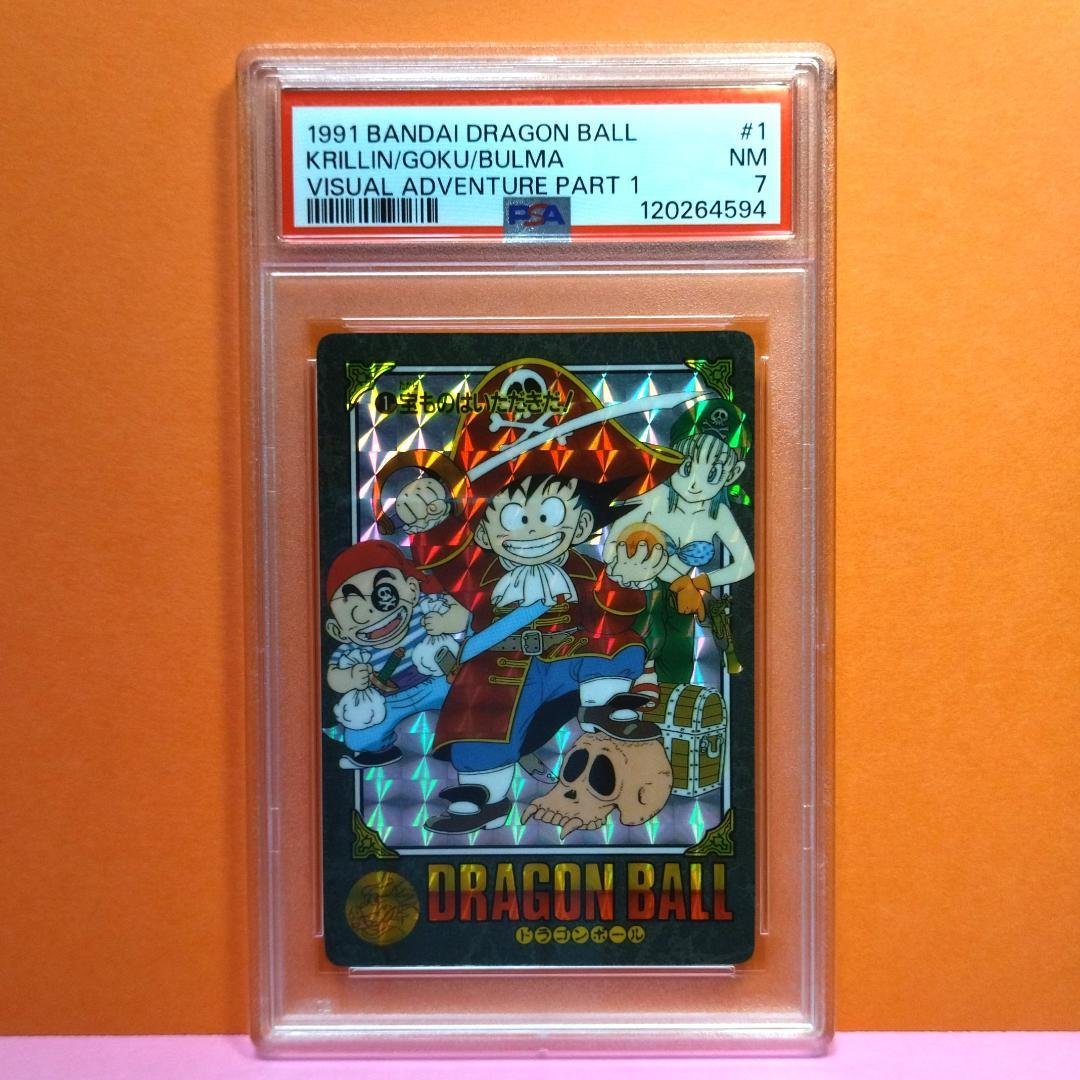 1991 BANDAI DRAGON BALL #1
KRILLIN/GOKU/BULMA NM
VISUAL ADVENTURE PART 1 7
PSA 120264594
1 宝ものはいただきだ!
DRAGON BALL
ドラゴンボール